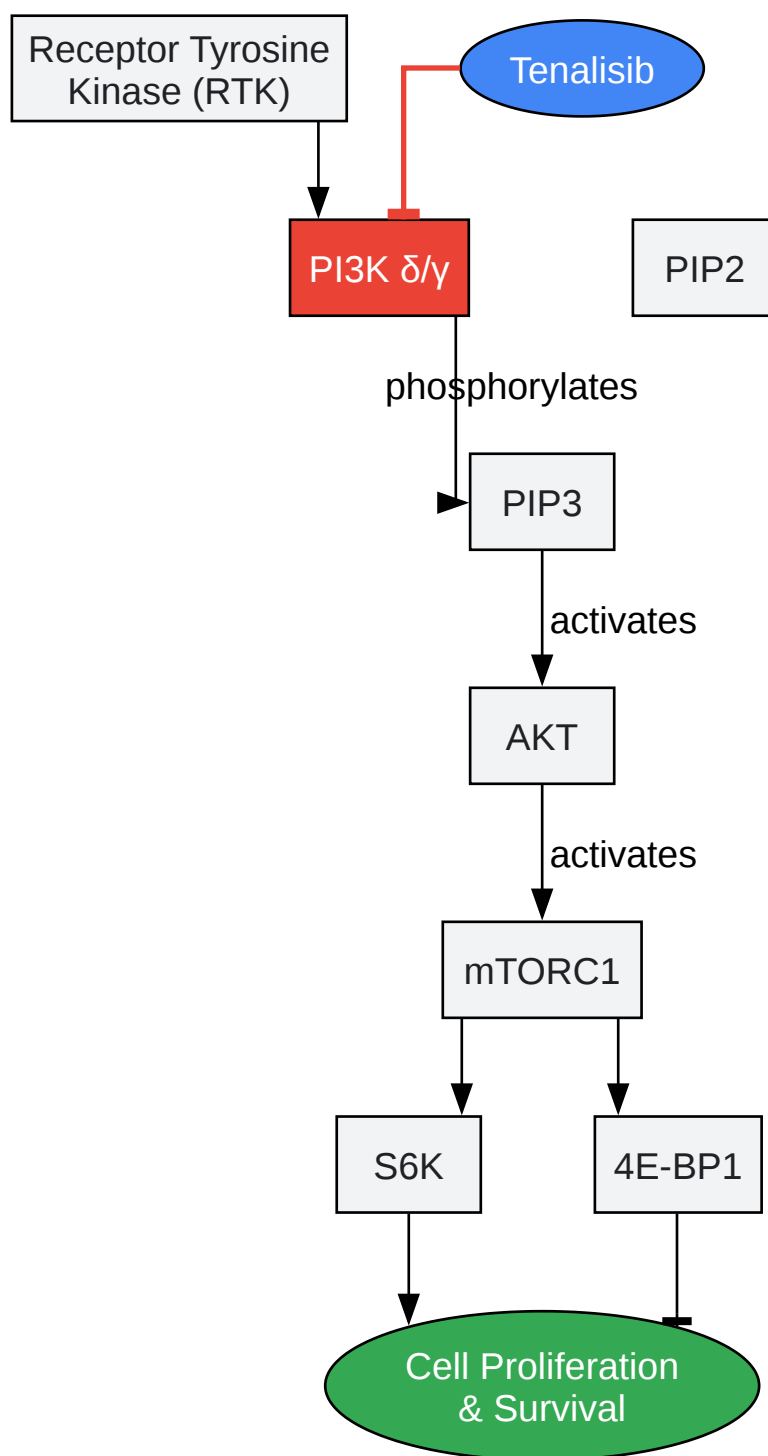 Receptor Tyrosine
Kinase (RTK)
Tenalisib
PI3K δ/γ
PIP2
phosphorylates
PIP3
activates
AKT
activates
mTORC1
S6K
4E-BP1
Cell Proliferation
& Survival